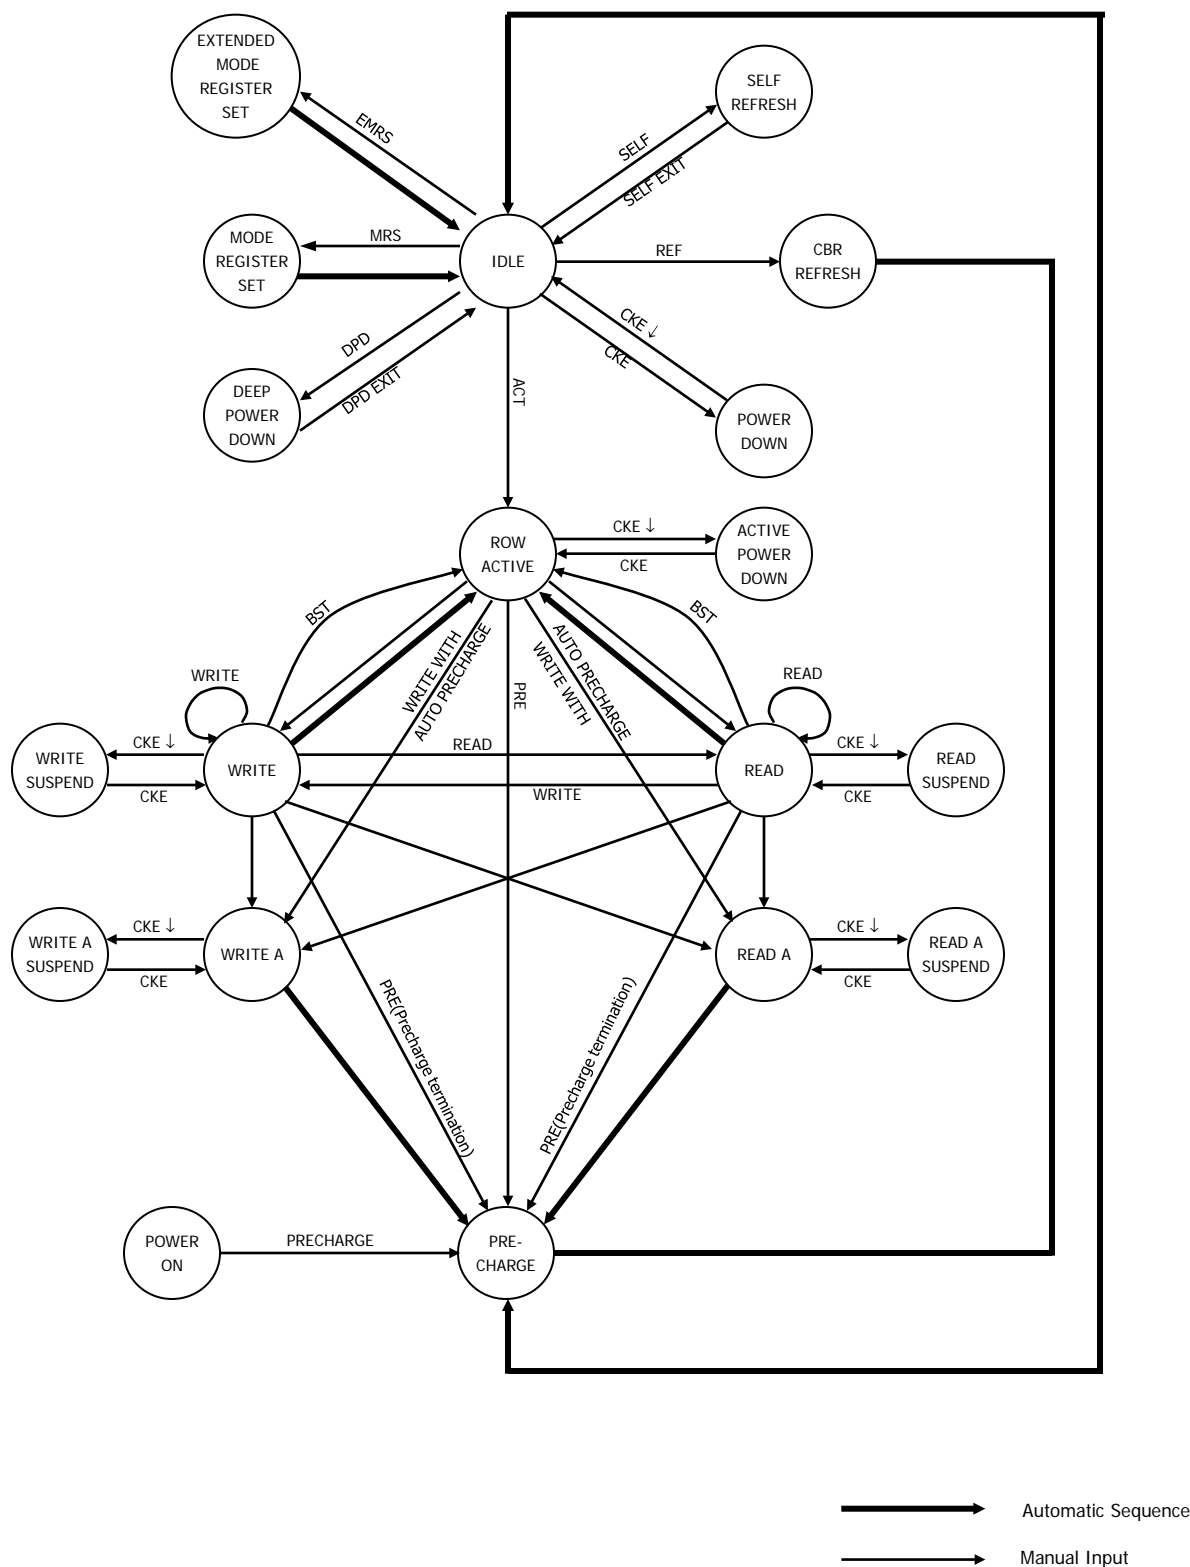 EXTENDED
MODE
REGISTER
SET
SELF
REFRESH
EMRS
SELF
SELF EXIT
MODE
REGISTER
SET
MRS
IDLE
REF
CBR
REFRESH
DPD
DPD EXIT
CKE ↓
CKE
DEEP
POWER
DOWN
ACT
POWER
DOWN
ROW
ACTIVE
CKE ↓
CKE
ACTIVE
POWER
DOWN
BST
BST
WRITE WITH
AUTO PRECHARGE
PRE
AUTO PRECHARGE
WRITE WITH
WRITE
READ
WRITE
SUSPEND
CKE ↓
CKE
WRITE
READ
WRITE
READ
CKE ↓
CKE
READ
SUSPEND
WRITE A
SUSPEND
CKE ↓
CKE
WRITE A
READ A
CKE ↓
CKE
READ A
SUSPEND
PRE(Precharge termination)
PRE(Precharge termination)
POWER
ON
PRECHARGE
PRE-
CHARGE
Automatic Sequence
Manual Input